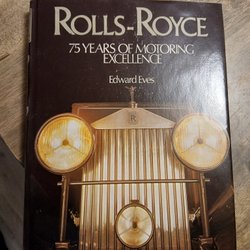 ROLLS-ROYCE
75 YEARS OF MOTORING
EXCELLENCE
Edward Eves
R